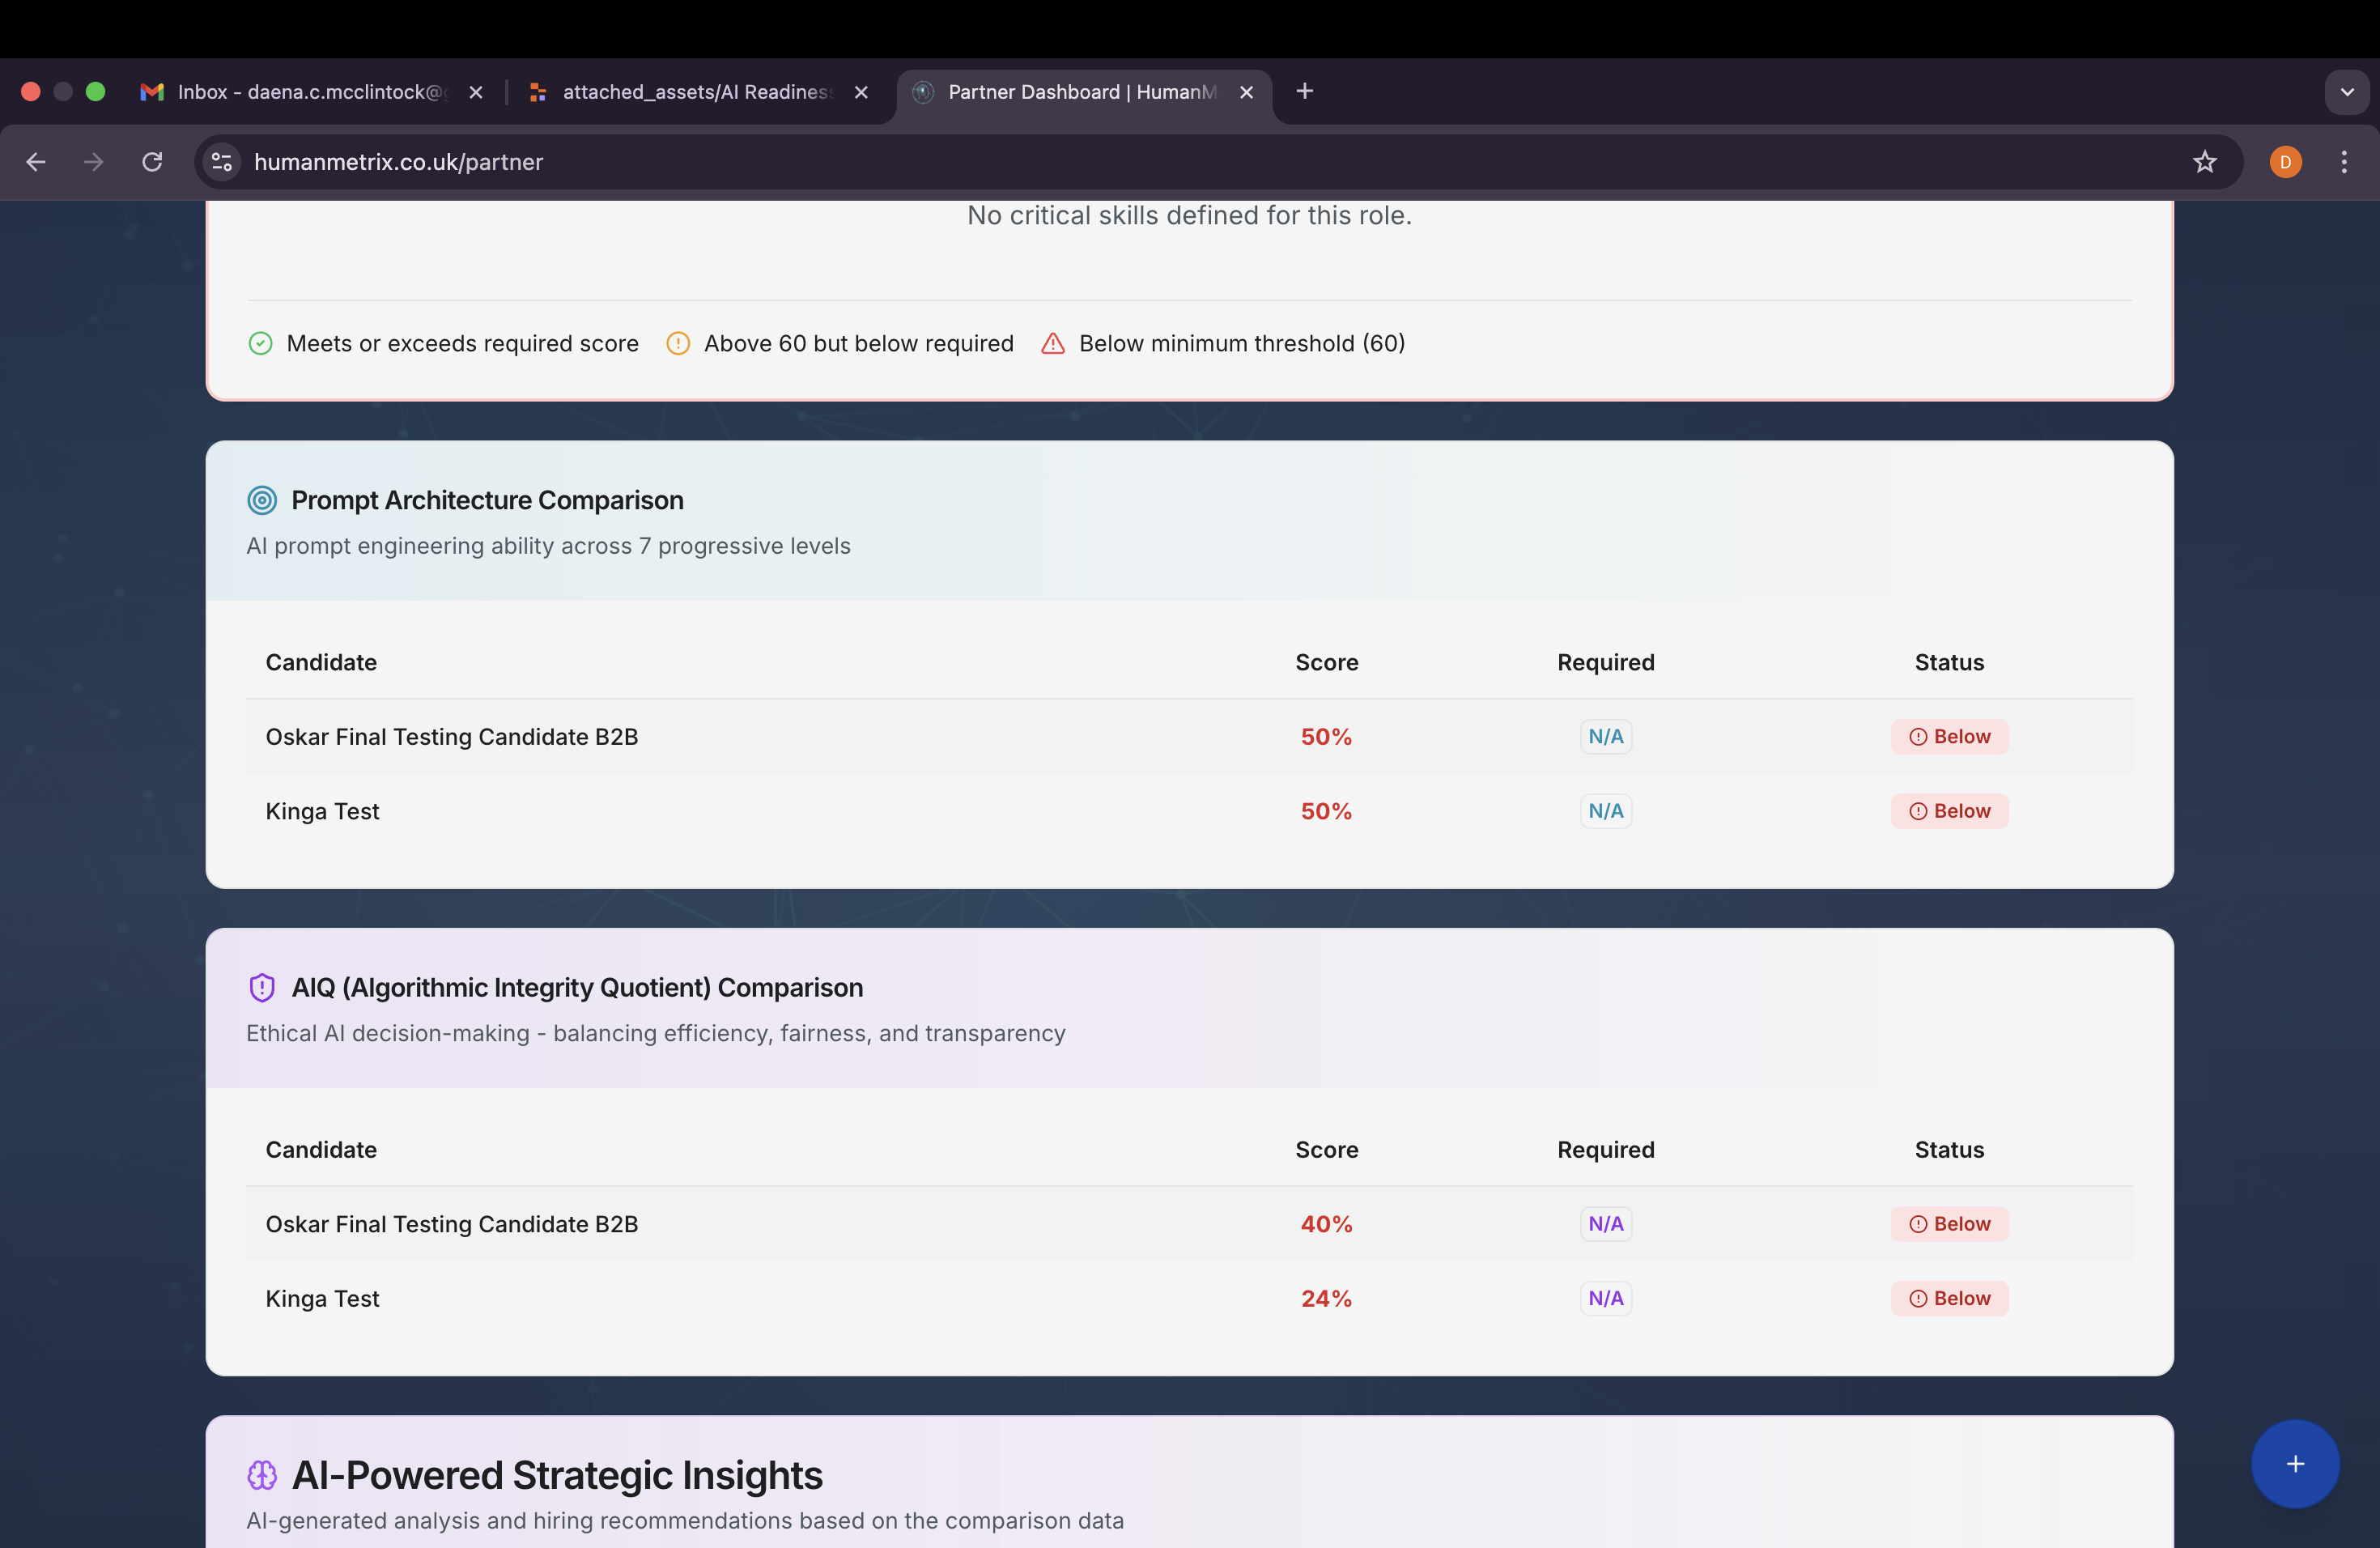 Inbox - daena.c.mcclintock@
attached_assets/AI Readiness
Partner Dashboard | HumanM
humanmetrix.co.uk/partner
D
No critical skills defined for this role.
Meets or exceeds required score Above 60 but below required Below minimum threshold (60)
Prompt Architecture Comparison
AI prompt engineering ability across 7 progressive levels
Candidate Score Required Status
Oskar Final Testing Candidate B2B 50% N/A Below
Kinga Test 50% N/A Below
AIQ (Algorithmic Integrity Quotient) Comparison
Ethical AI decision-making - balancing efficiency, fairness, and transparency
Candidate Score Required Status
Oskar Final Testing Candidate B2B 40% N/A Below
Kinga Test 24% N/A Below
AI-Powered Strategic Insights
AI-generated analysis and hiring recommendations based on the comparison data